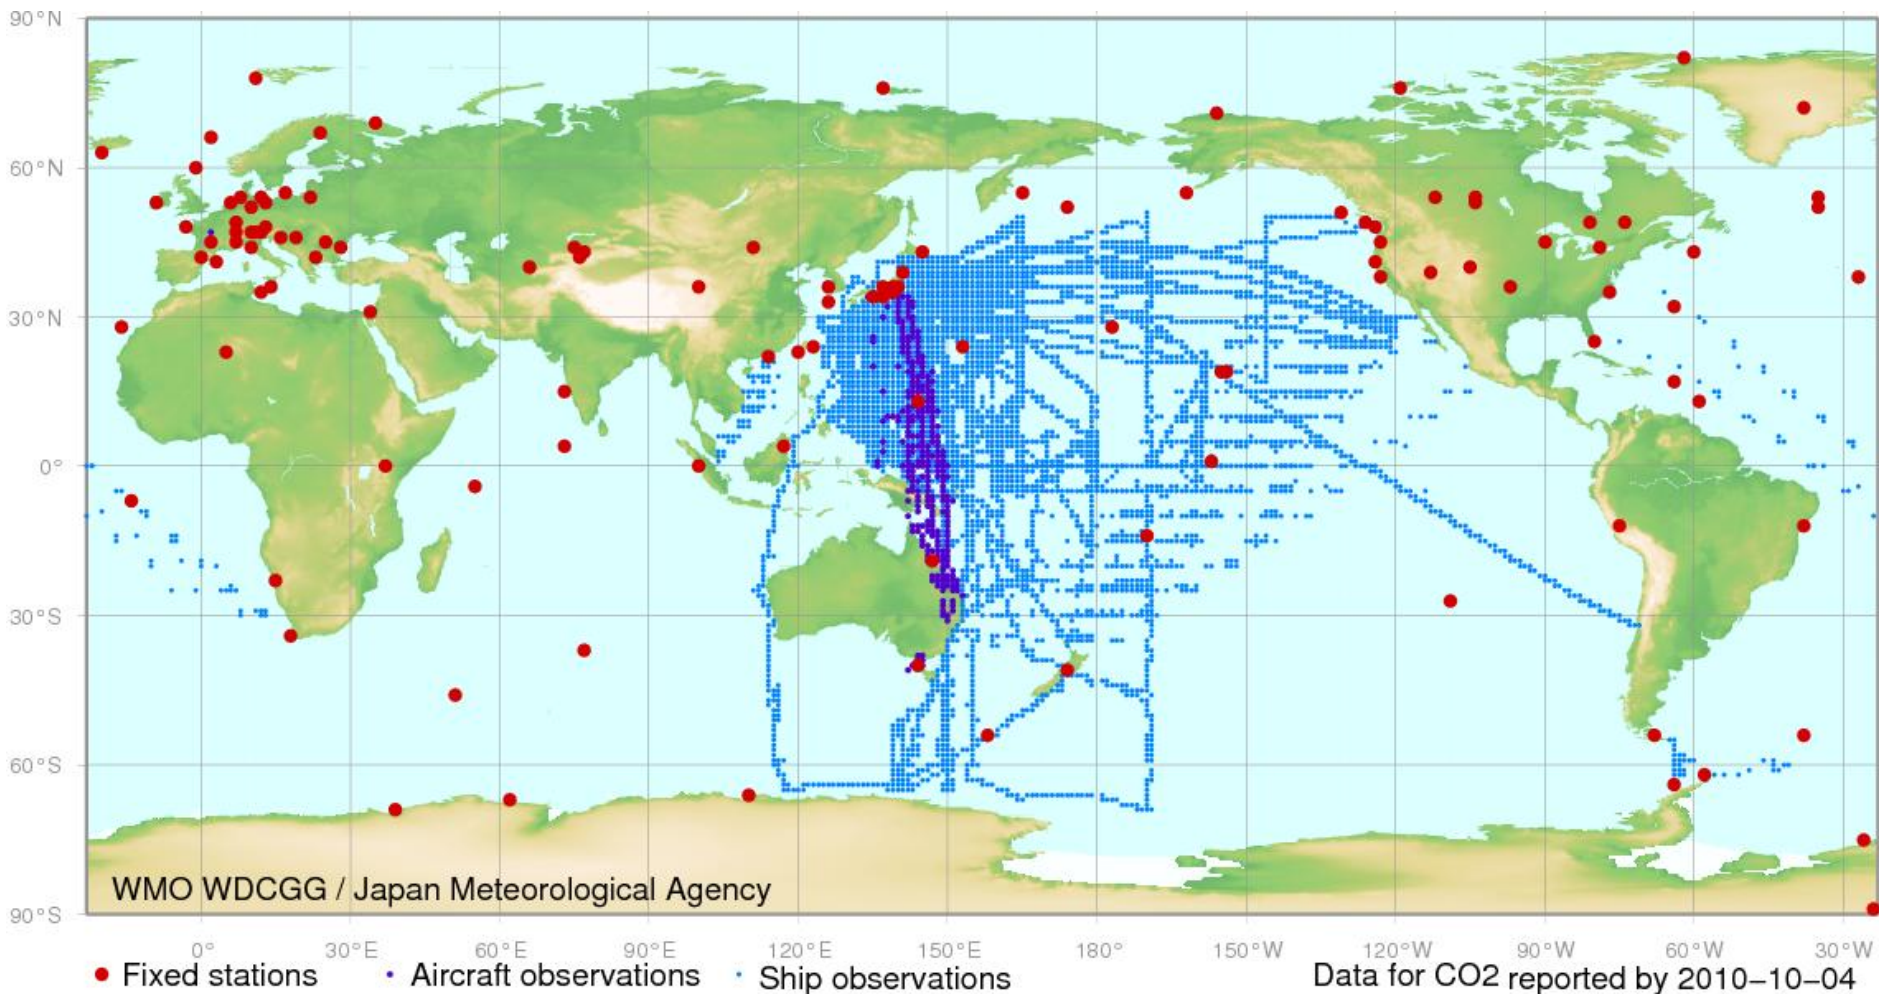 90°N
60°N
30°N
0°
30°S
60°S
90°S
WMO WDCGG / Japan Meteorological Agency
0° 30°E 60°E 90°E 120°E 150°E 180° 150°W 120°W 90°W 60°W 30°W
Fixed stations Aircraft observations Ship observations Data for CO2 reported by 2010−10−04